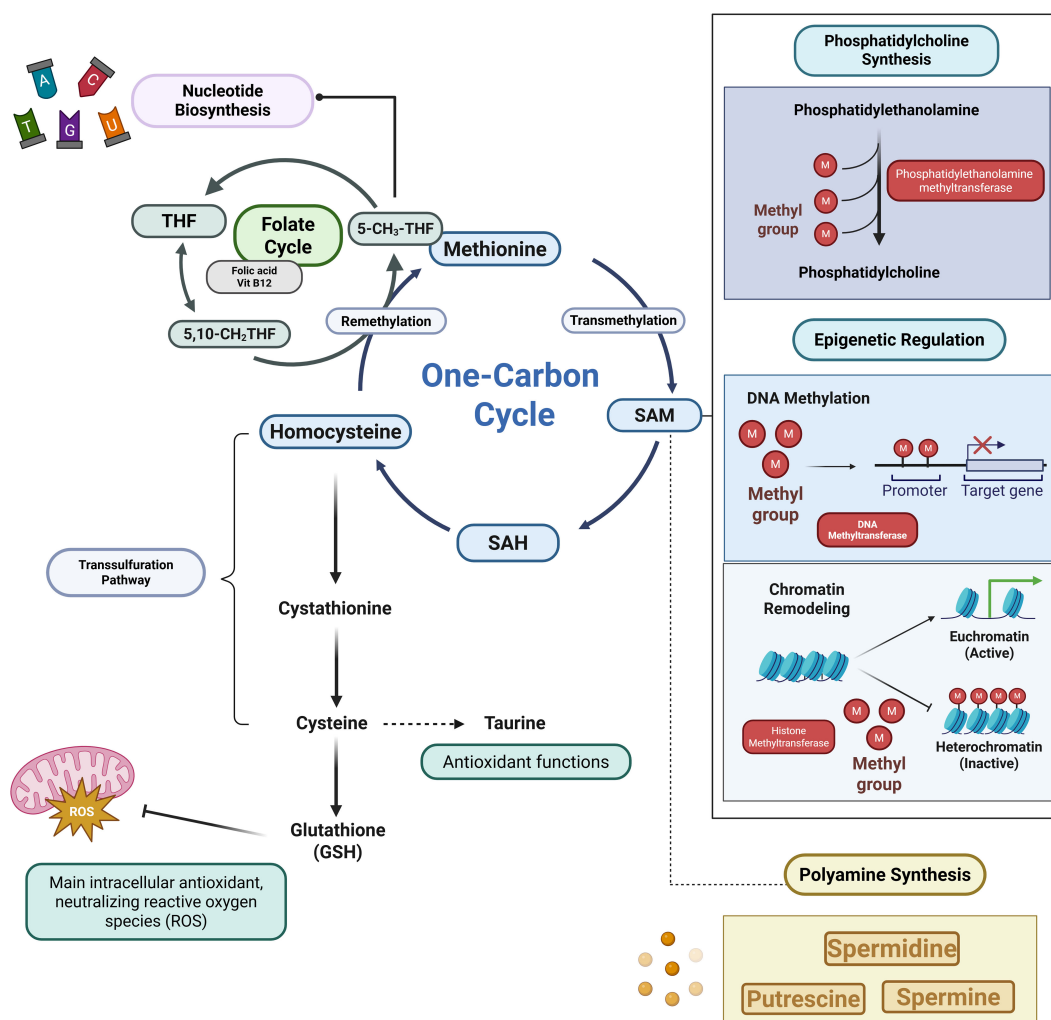 A
C
T
G
U
Nucleotide
Biosynthesis
THF
Folate
Cycle
5-CH₃-THF
Methionine
Folic acid
Vit B12
5,10-CH₂THF
Remethylation
Transmethylation
One-Carbon
Cycle
Homocysteine
SAM
SAH
Transsulfuration
Pathway
Cystathionine
Cysteine
Taurine
Antioxidant functions
ROS
Glutathione
(GSH)
Main intracellular antioxidant,
neutralizing reactive oxygen
species (ROS)
Phosphatidylcholine
Synthesis
Phosphatidylethanolamine
M
M
M
Methyl
group
Phosphatidylethanolamine
methyltransferase
Phosphatidylcholine
Epigenetic Regulation
DNA Methylation
M
M
M
Methyl
group
M
M
Promoter
Target gene
DNA
Methyltransferase
Chromatin
Remodeling
Euchromatin
(Active)
M
M
M
M
Heterochromatin
(Inactive)
Histone
Methyltransferase
M
M
M
Methyl
group
Polyamine Synthesis
Spermidine
Putrescine
Spermine